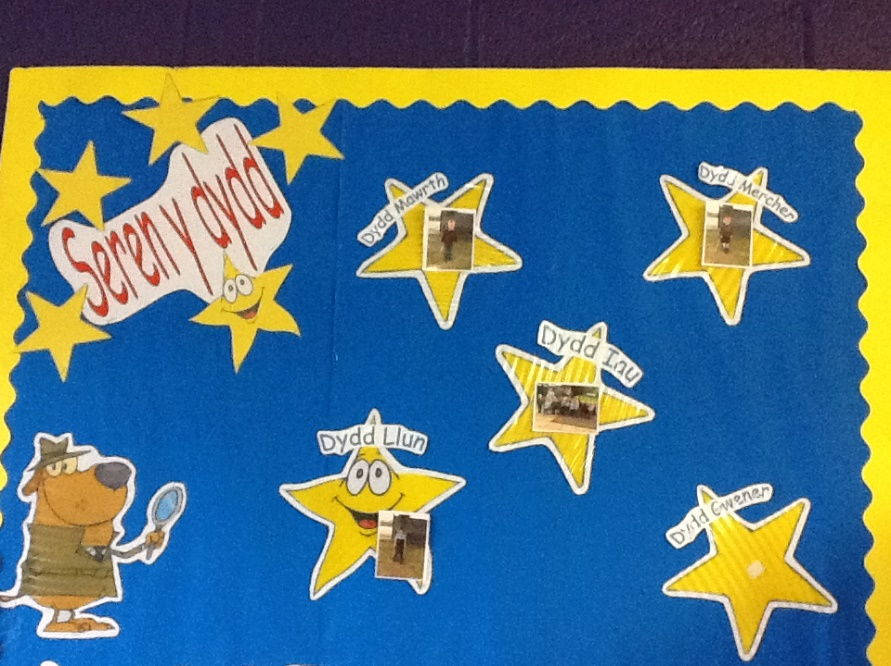 Seren y dydd
Dydd Mawrth
Dydd Mercher
Dydd Iau
Dydd Llun
Dydd Gwener